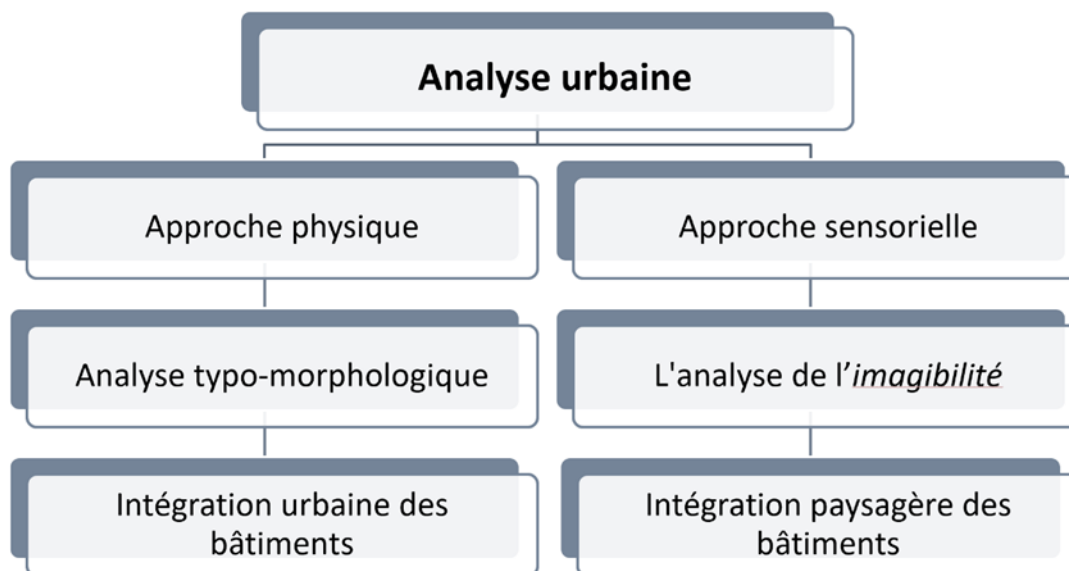 Analyse urbaine
Approche physique
Approche sensorielle
Analyse typo-morphologique
L'analyse de l’imagibilité
Intégration urbaine des
bâtiments
Intégration paysagère des
bâtiments